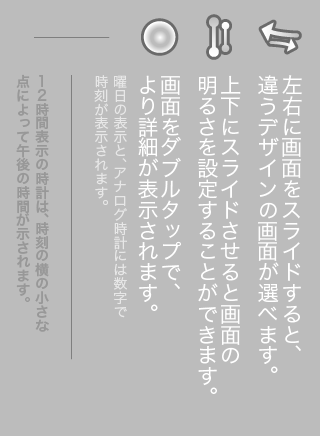 左右に画面をスライドすると、
違うデザインの画面が選べます。
上下にスライドさせると画面の
明るさを設定することができます。
画面をダブルタップで、
より詳細が表示されます。
曜日の表示と、アナログ時計には数字で
時刻が表示されます。
12時間表示の時計は、時刻の横の小さな
点によって午後の時間が示されます。